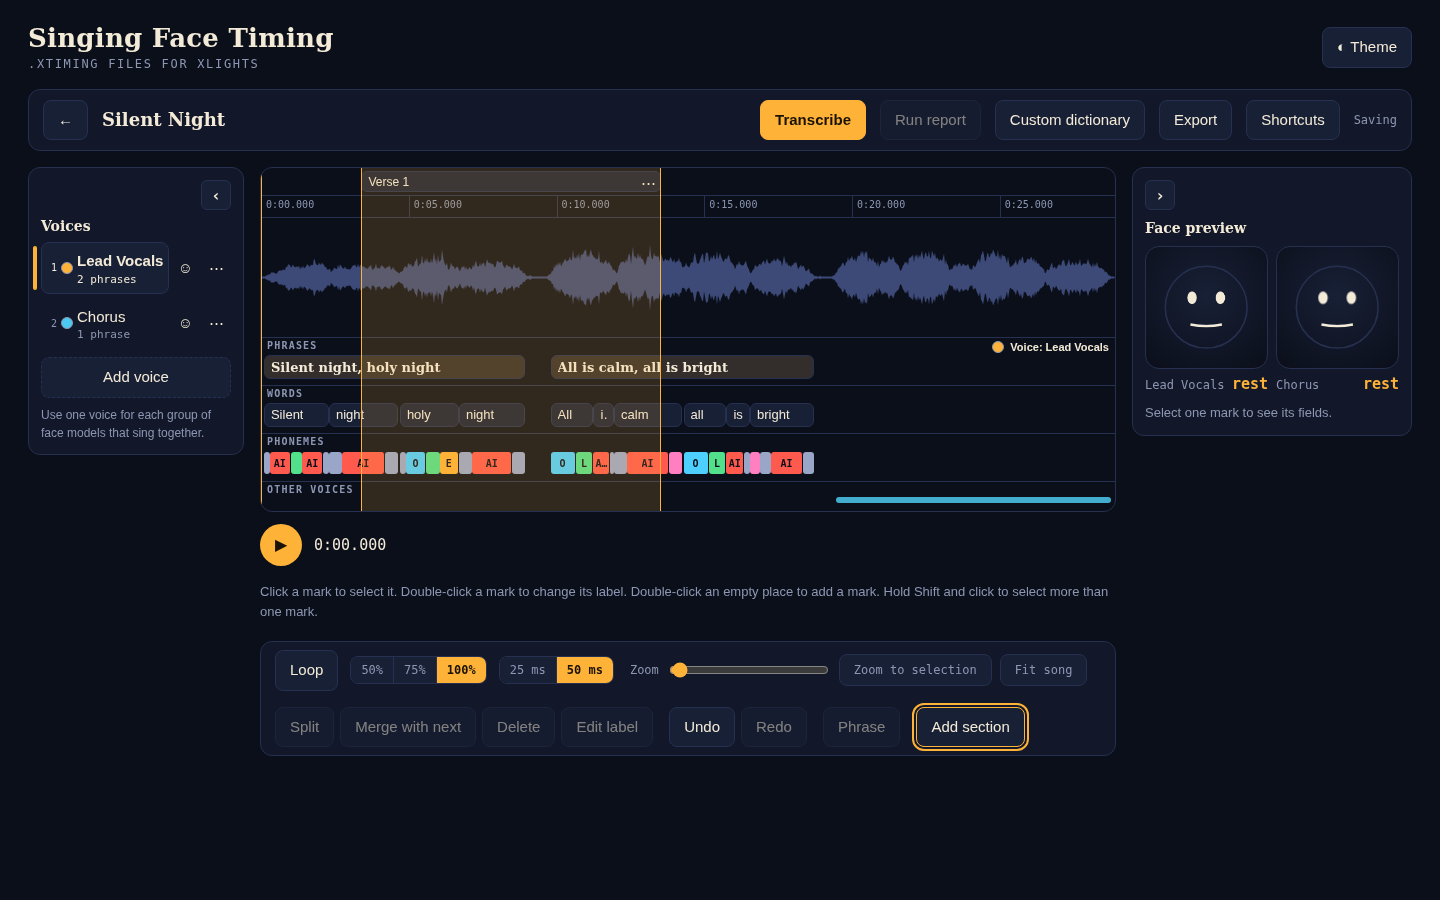 Singing Face Timing
.XTIMING FILES FOR XLIGHTS
Theme
← Silent Night
Transcribe Run report Custom dictionary Export Shortcuts Saving
‹
Voices
1 Lead Vocals
2 phrases
2 Chorus
1 phrase
Add voice
Use one voice for each group of
face models that sing together.
Verse 1 ...
0:00.000 0:05.000 0:10.000 0:15.000 0:20.000 0:25.000
PHRASES
Voice: Lead Vocals
Silent night, holy night All is calm, all is bright
WORDS
Silent night holy night All i. calm all is bright
PHONEMES
AI AI AI O E AI O L A… AI O L AI AI
OTHER VOICES
▶ 0:00.000
Click a mark to select it. Double-click a mark to change its label. Double-click an empty place to add a mark. Hold Shift and click to select more than
one mark.
Loop 50% 75% 100% 25 ms 50 ms Zoom Zoom to selection Fit song
Split Merge with next Delete Edit label Undo Redo Phrase Add section
›
Face preview
Lead Vocals rest Chorus rest
Select one mark to see its fields.